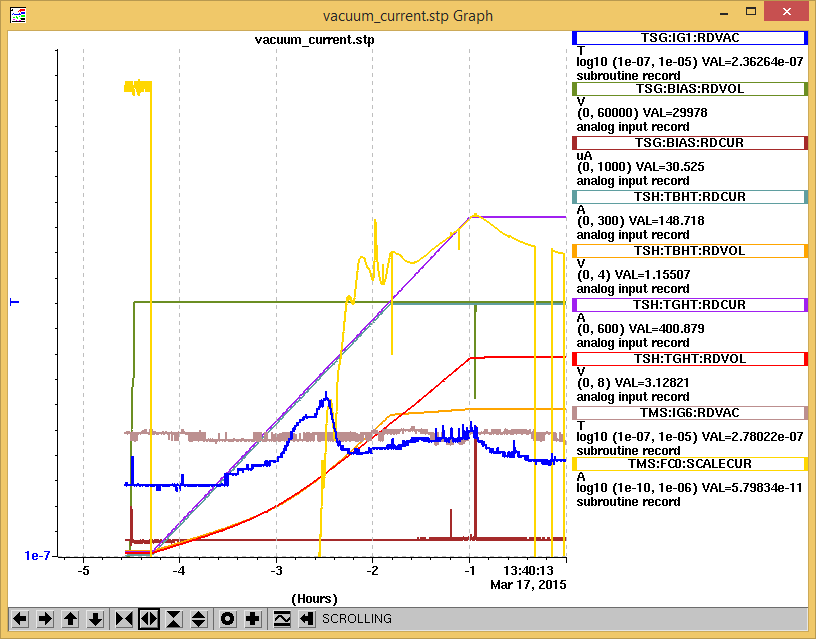 vacuum_current.stp Graph
vacuum_current.stp
TSG:IG1:RDVAC
T
log10 (1e-07, 1e-05) VAL=2.36264e-07
subroutine record
TSG:BIAS:RDVOL
V
(0, 60000) VAL=29978
analog input record
TSG:BIAS:RDCUR
uA
(0, 1000) VAL=30.525
analog input record
TSH:TBHT:RDCUR
A
(0, 300) VAL=148.718
analog input record
TSH:TBHT:RDVOL
V
(0, 4) VAL=1.15507
analog input record
TSH:TGHT:RDCUR
A
(0, 600) VAL=400.879
analog input record
TSH:TGHT:RDVOL
V
(0, 8) VAL=3.12821
analog input record
TMS:IG6:RDVAC
T
log10 (1e-07, 1e-05) VAL=2.78022e-07
subroutine record
TMS:FC0:SCALECUR
A
log10 (1e-10, 1e-06) VAL=5.79834e-11
subroutine record
T
1e-7
-5 -4 -3 -2 -1 13:40:13
Mar 17, 2015
(Hours)
SCROLLING